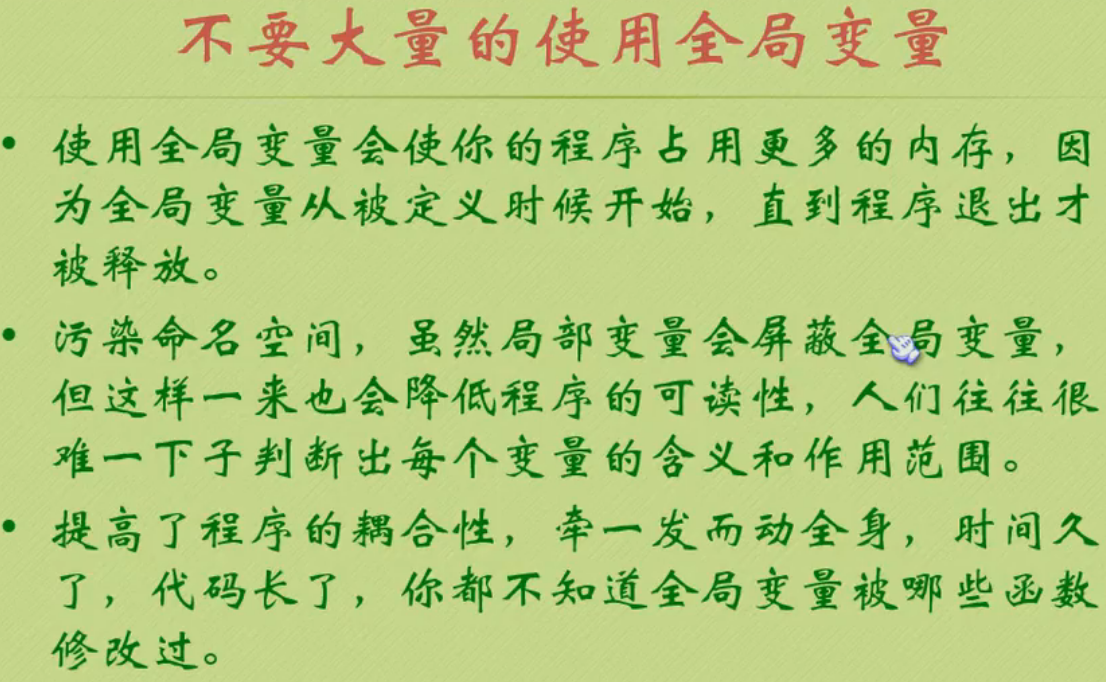 不要大量的使用全局变量
• 使用全局变量会使你的程序占用更多的内存，因
为全局变量从被定义时候开始，直到程序退出才
被释放。
• 污染命名空间，虽然局部变量会屏蔽全局变量，
但这样一来也会降低程序的可读性，人们往往很
难一下子判断出每个变量的含义和作用范围。
• 提高了程序的耦合性，牵一发而动全身，时间久
了，代码长了，你都不知道全局变量被哪些函数
修改过。